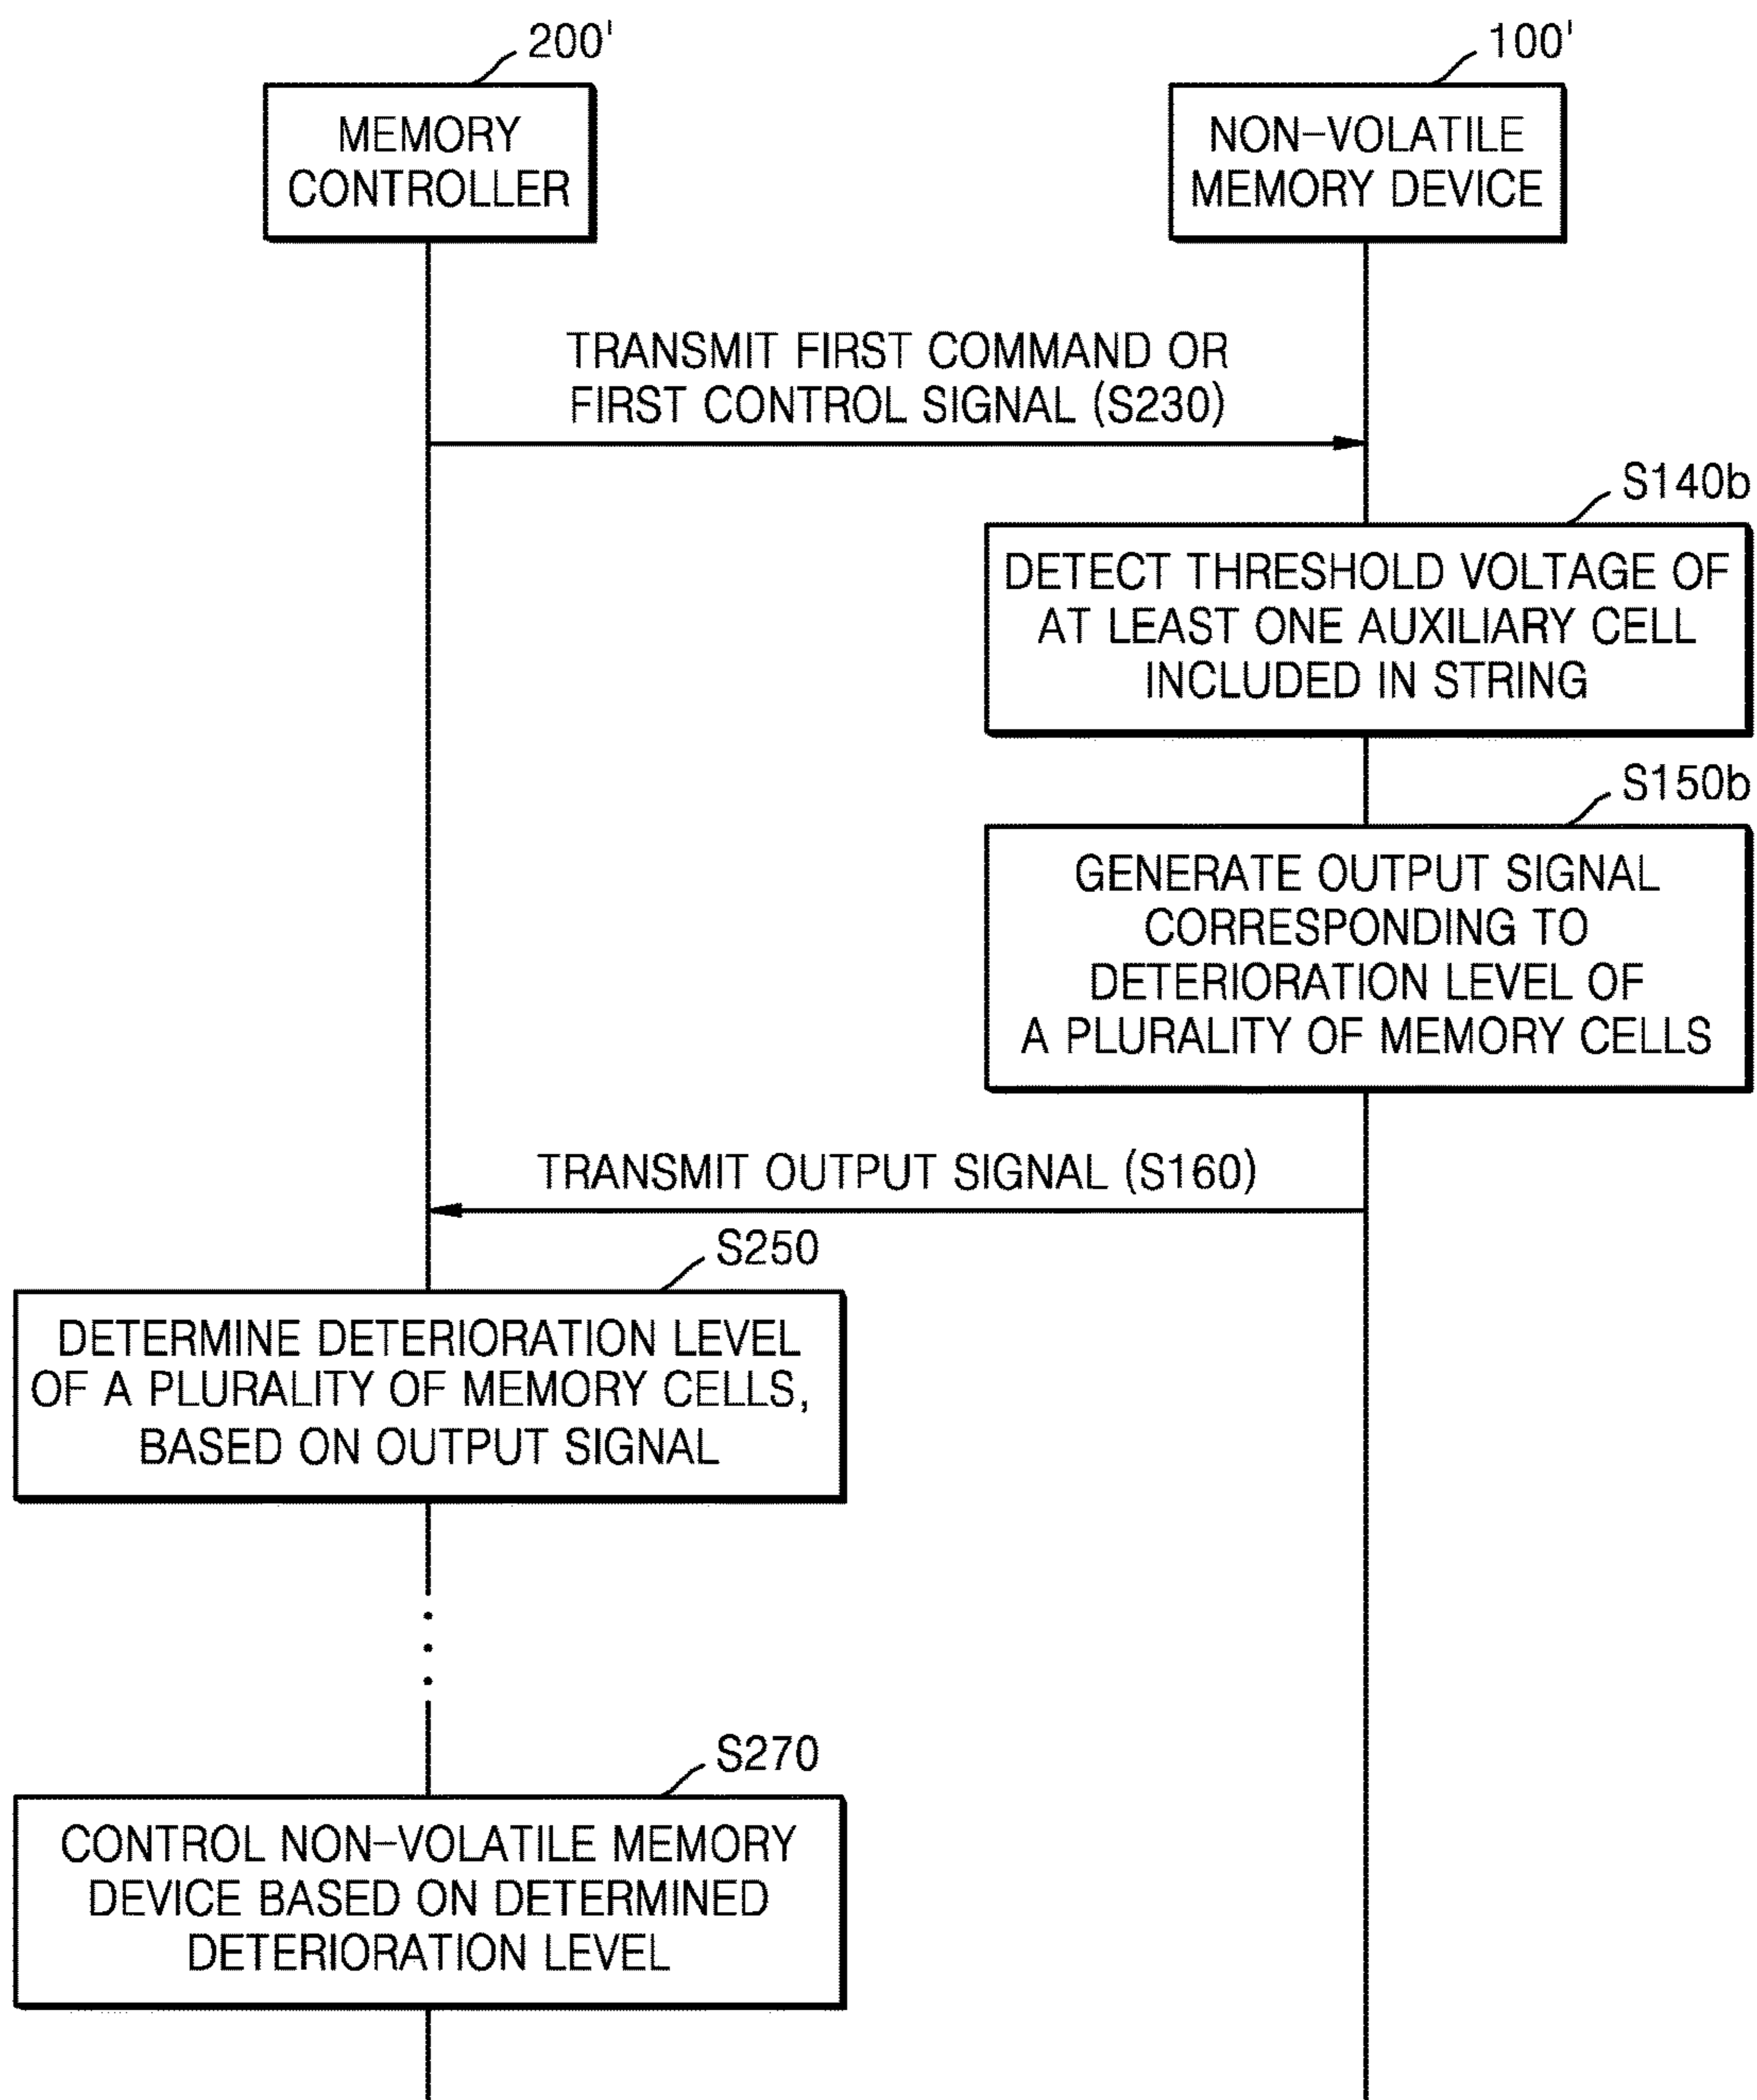 200'
100'
MEMORY
CONTROLLER
NON-VOLATILE
MEMORY DEVICE
TRANSMIT FIRST COMMAND OR
FIRST CONTROL SIGNAL (S230)
S140b
DETECT THRESHOLD VOLTAGE OF
AT LEAST ONE AUXILIARY CELL
INCLUDED IN STRING
S150b
GENERATE OUTPUT SIGNAL
CORRESPONDING TO
DETERIORATION LEVEL OF
A PLURALITY OF MEMORY CELLS
TRANSMIT OUTPUT SIGNAL (S160)
S250
DETERMINE DETERIORATION LEVEL
OF A PLURALITY OF MEMORY CELLS,
BASED ON OUTPUT SIGNAL
S270
CONTROL NON-VOLATILE MEMORY
DEVICE BASED ON DETERMINED
DETERIORATION LEVEL